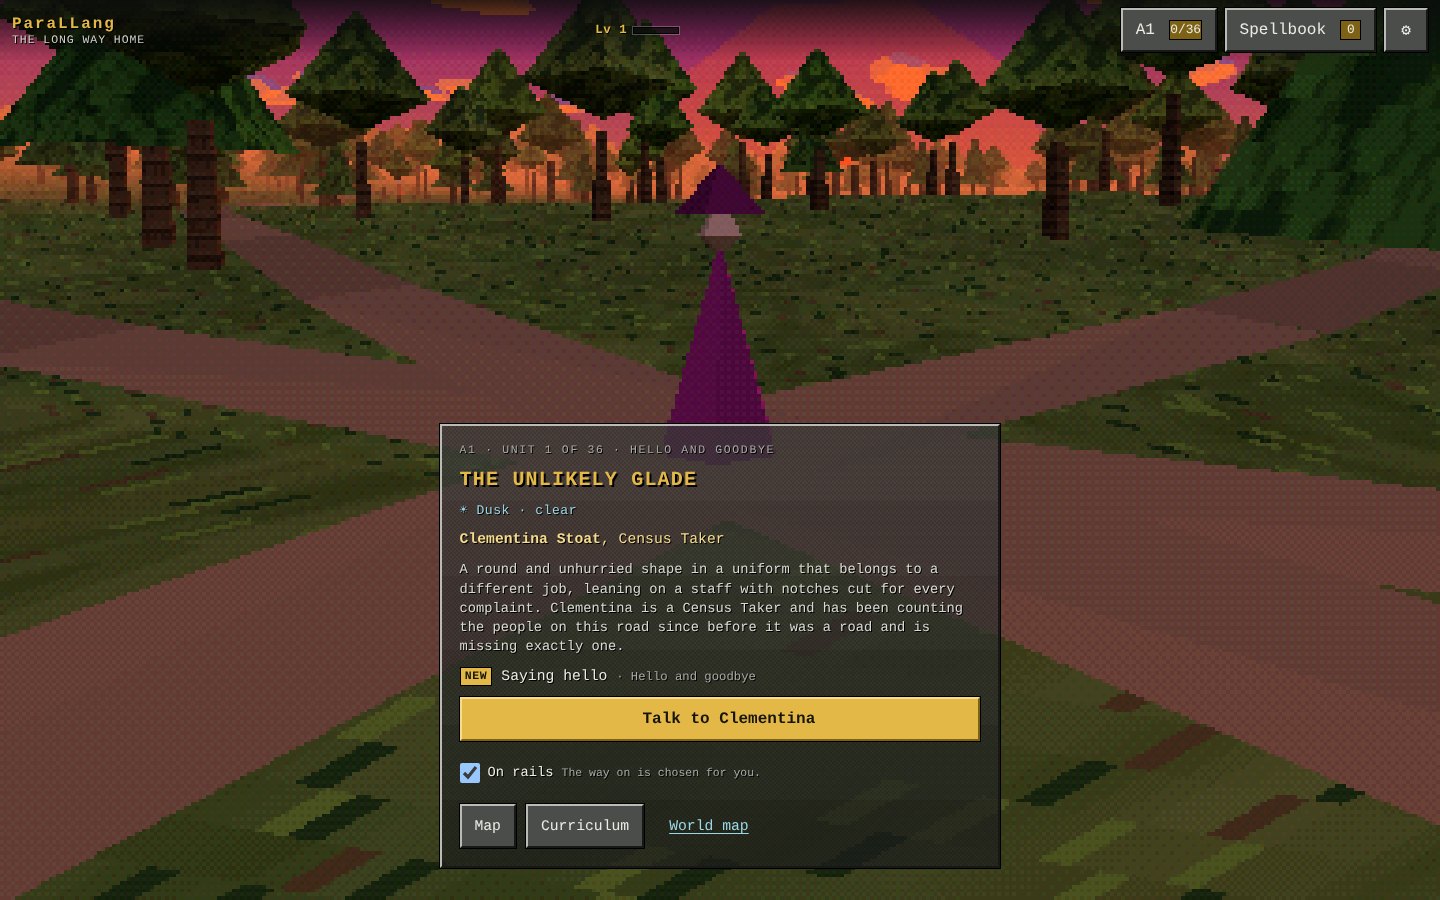 ParaLLang
THE LONG WAY HOME
Lv 1
A1 0/36
Spellbook 0
A1 · UNIT 1 OF 36 · HELLO AND GOODBYE
THE UNLIKELY GLADE
☀ Dusk · clear
Clementina Stoat, Census Taker
A round and unhurried shape in a uniform that belongs to a
different job, leaning on a staff with notches cut for every
complaint. Clementina is a Census Taker and has been counting
the people on this road since before it was a road and is
missing exactly one.
NEW Saying hello · Hello and goodbye
Talk to Clementina
On rails The way on is chosen for you.
Map Curriculum World map